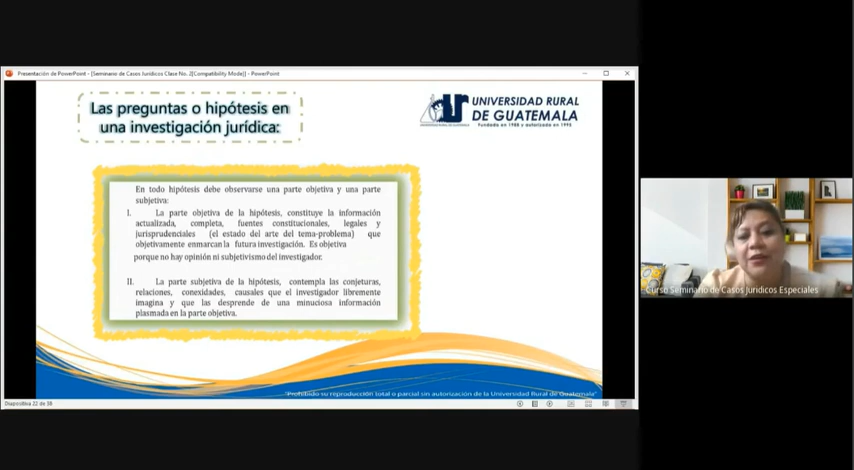 Presentación de PowerPoint - [Seminario de Casos Jurídicos Clase No. 2[Compatibility Mode]] - PowerPoint
Las preguntas o hipótesis en
una investigación jurídica:
UNIVERSIDAD RURAL
DE GUATEMALA
Fundada en 1988 y autorizada en 1995
En todo hipótesis debe observarse una parte objetiva y una parte
subjetiva:
I. La parte objetiva de la hipótesis, constituye la información
actualizada, completa, fuentes constitucionales, legales y
jurisprudenciales (el estado del arte del tema-problema) que
objetivamente enmarcan la futura investigación. Es objetiva
porque no hay opinión ni subjetivismo del investigador.
II. La parte subjetiva de la hipótesis, contempla las conjeturas,
relaciones, conexidades, causales que el investigador libremente
imagina y que las desprende de una minuciosa información
plasmada en la parte objetiva.
Curso Seminario de Casos Juridicos Especiales
"Prohibido su reproducción total o parcial sin autorización de la Universidad Rural de Guatemala"
Diapositiva 22 de 38